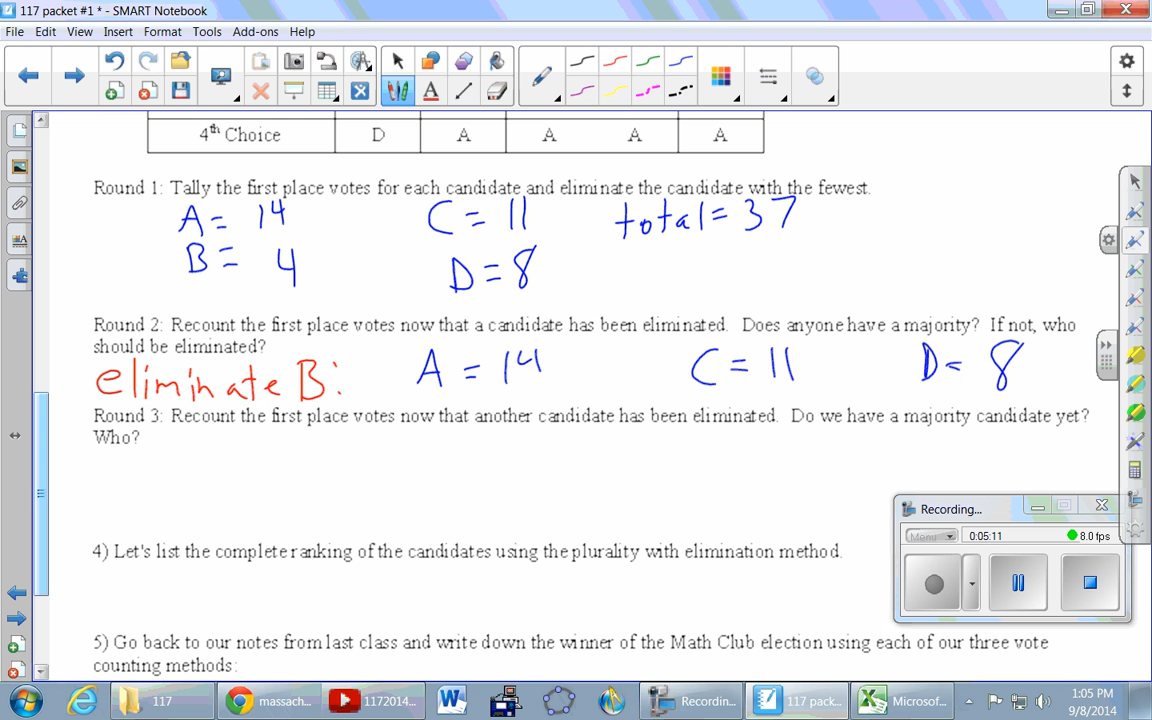 117 packet #1 * - SMART Notebook
File Edit View Insert Format Tools Add-ons Help
4th Choice D A A A A
Round 1: Tally the first place votes for each candidate and eliminate the candidate with the fewest.
A = 14 C = 11 total = 37
B = 4 D = 8
Round 2: Recount the first place votes now that a candidate has been eliminated. Does anyone have a majority? If not, who
should be eliminated?
eliminate B: A = 14 C = 11 D = 8
Round 3: Recount the first place votes now that another candidate has been eliminated. Do we have a majority candidate yet?
Who?
Recording...
Menu 0:05:11 8.0 fps
4) Let's list the complete ranking of the candidates using the plurality with elimination method.
5) Go back to our notes from last class and write down the winner of the Math Club election using each of our three vote
counting methods:
117 massach... 1172014... Recordin... 117 pack... Microsof...
1:05 PM
9/8/2014